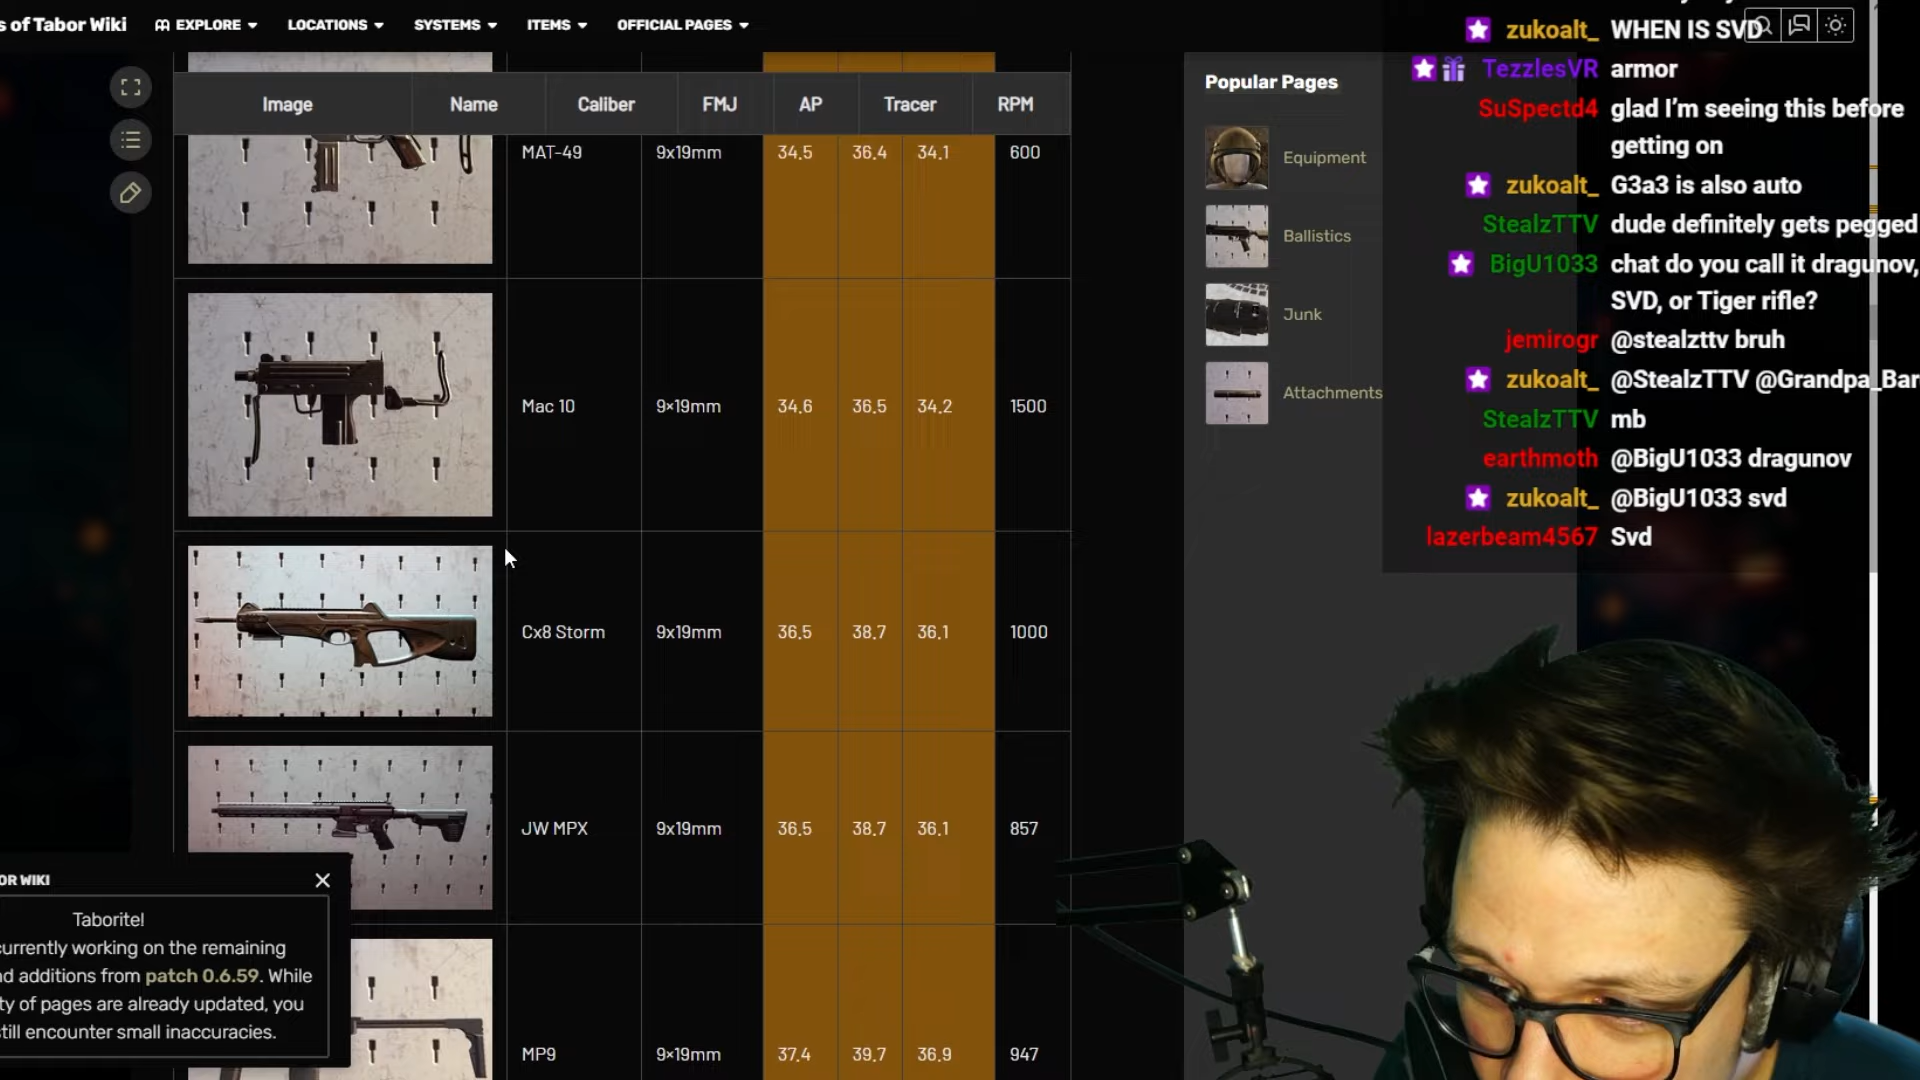 s of Tabor Wiki EXPLORE LOCATIONS SYSTEMS ITEMS OFFICIAL PAGES
Image Name Caliber FMJ AP Tracer RPM
MAT-49 9x19mm 34.5 36.4 34.1 600
Mac 10 9×19mm 34.6 36.5 34.2 1500
Cx8 Storm 9x19mm 36.5 38.7 36.1 1000
JW MPX 9x19mm 36.5 38.7 36.1 857
MP9 9×19mm 37.4 39.7 36.9 947
OR WIKI
Taborite!
currently working on the remaining
nd additions from patch 0.6.59. While
ty of pages are already updated, you
still encounter small inaccuracies.
Popular Pages
Equipment
Ballistics
Junk
Attachments
zukoalt_ WHEN IS SVD
TezzlesVR armor
SuSpectd4 glad I'm seeing this before
getting on
zukoalt_ G3a3 is also auto
StealzTTV dude definitely gets pegged
BigU1033 chat do you call it dragunov,
SVD, or Tiger rifle?
jemirogr @stealzttv bruh
zukoalt_ @StealzTTV @Grandpa_Bar
StealzTTV mb
earthmoth @BigU1033 dragunov
zukoalt_ @BigU1033 svd
lazerbeam4567 Svd